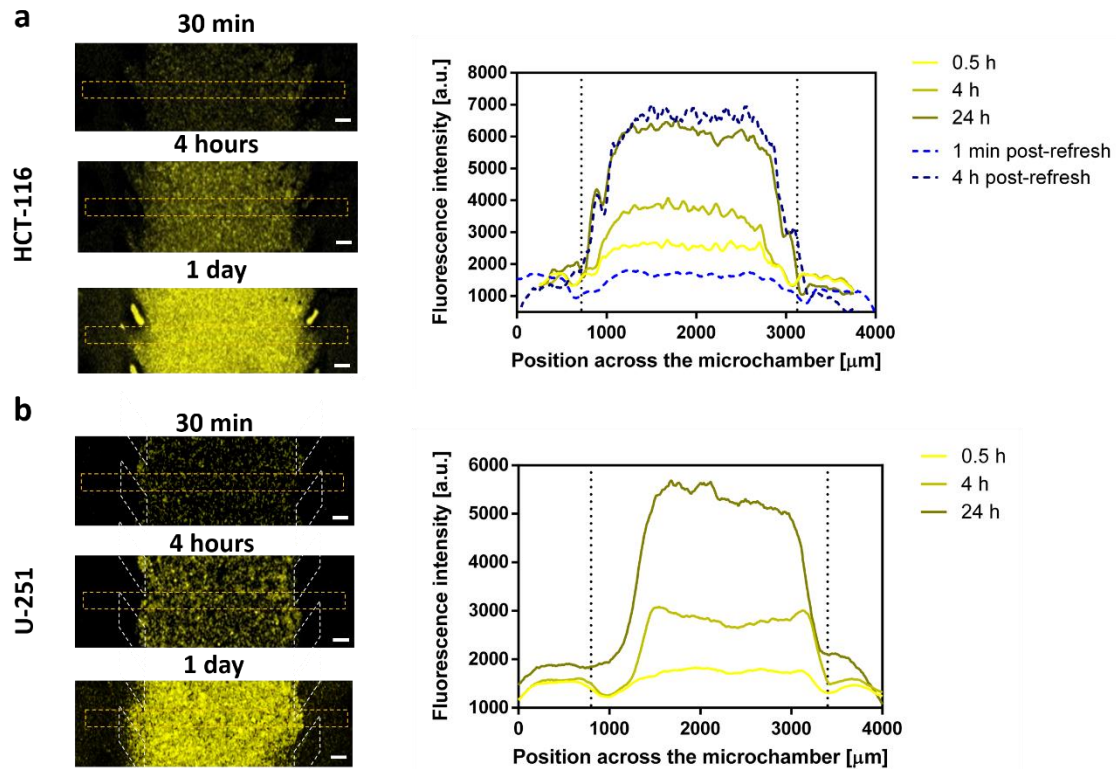 a
HCT-116
30 min
4 hours
1 day
Fluorescence intensity [a.u.]
8000
7000
6000
5000
4000
3000
2000
1000
0 1000 2000 3000 4000
Position across the microchamber [μm]
0.5 h
4 h
24 h
1 min post-refresh
4 h post-refresh
b
U-251
30 min
4 hours
1 day
Fluorescence intensity [a.u.]
6000
5000
4000
3000
2000
1000
0 1000 2000 3000 4000
Position across the microchamber [μm]
0.5 h
4 h
24 h